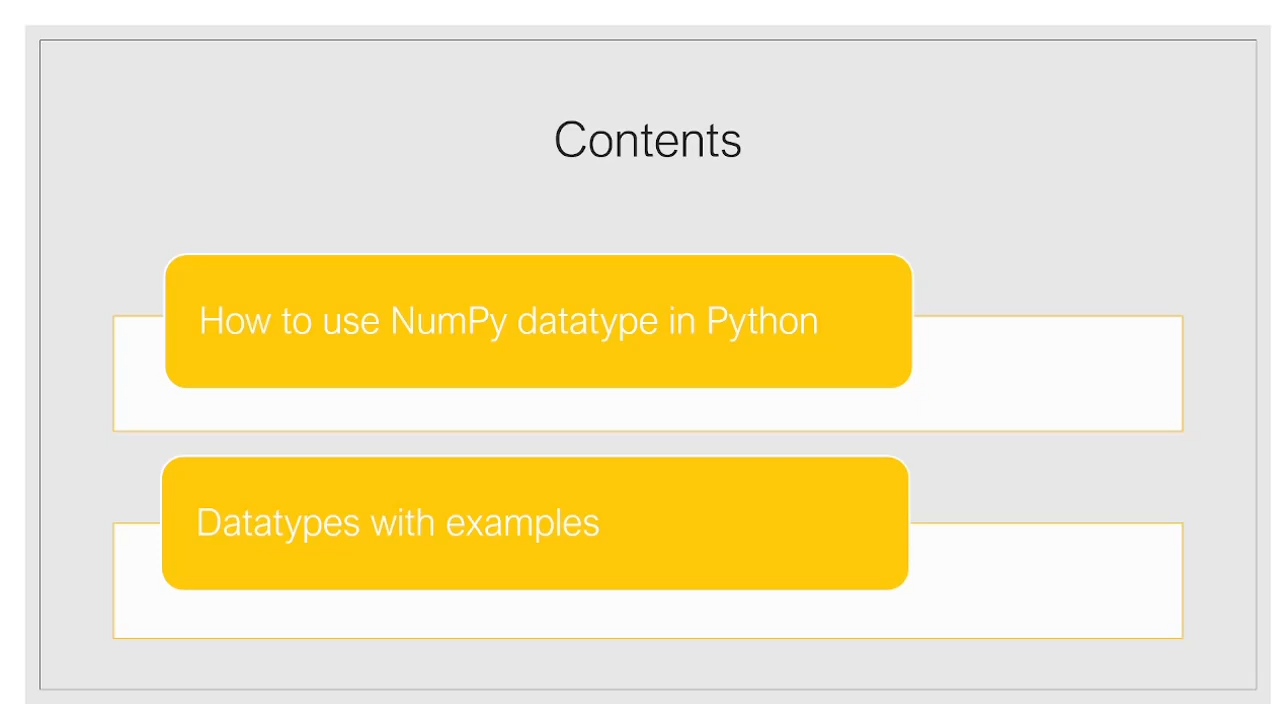 Contents
How to use NumPy datatype in Python
Datatypes with examples